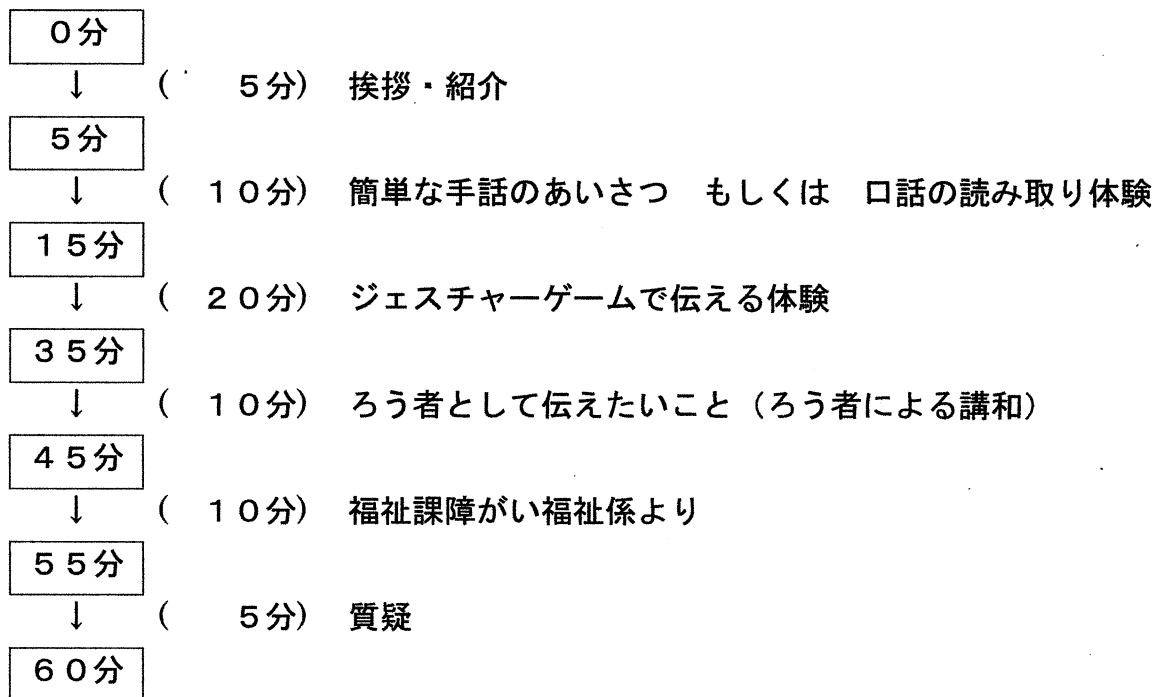 ０分
↓ (　５分)　挨拶・紹介
５分
↓ (　１０分)　簡単な手話のあいさつ　もしくは　口話の読み取り体験
１５分
↓ (　２０分)　ジェスチャーゲームで伝える体験
３５分
↓ (　１０分)　ろう者として伝えたいこと（ろう者による講和）
４５分
↓ (　１０分)　福祉課障がい福祉係より
５５分
↓ (　５分)　質疑
６０分